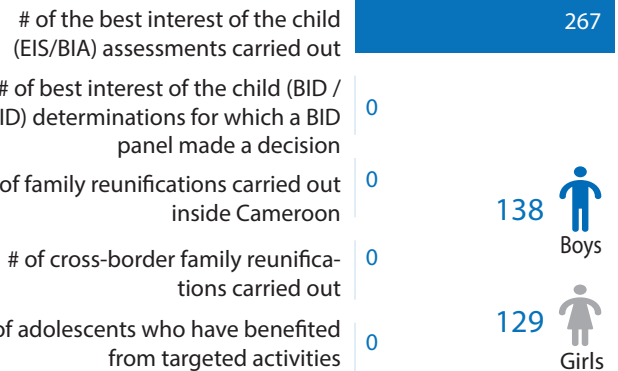 # of the best interest of the child
(EIS/BIA) assessments carried out
267
# of best interest of the child (BID /
ID) determinations for which a BID
panel made a decision
0
of family reunifications carried out
inside Cameroon
0
138
Boys
# of cross-border family reunifica-
tions carried out
0
of adolescents who have benefited
from targeted activities
0
129
Girls